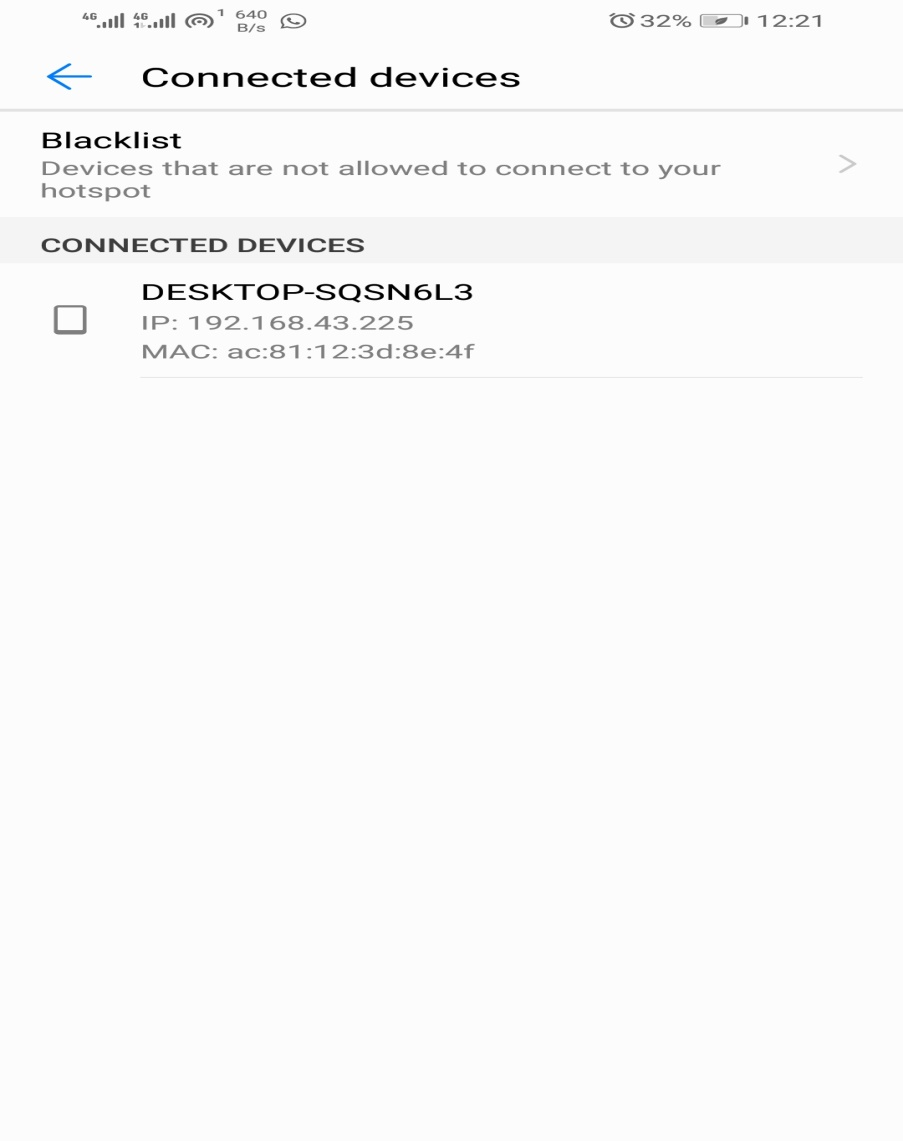 4G 4G 1 640 B/s 32% 12:21
Connected devices
Blacklist
Devices that are not allowed to connect to your
hotspot
CONNECTED DEVICES
DESKTOP-SQSN6L3
IP: 192.168.43.225
MAC: ac:81:12:3d:8e:4f